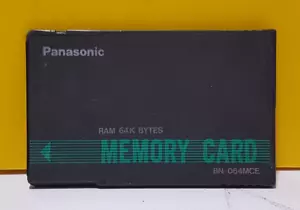 Panasonic
RAM 64K BYTES
MEMORY CARD
BN-064MCE